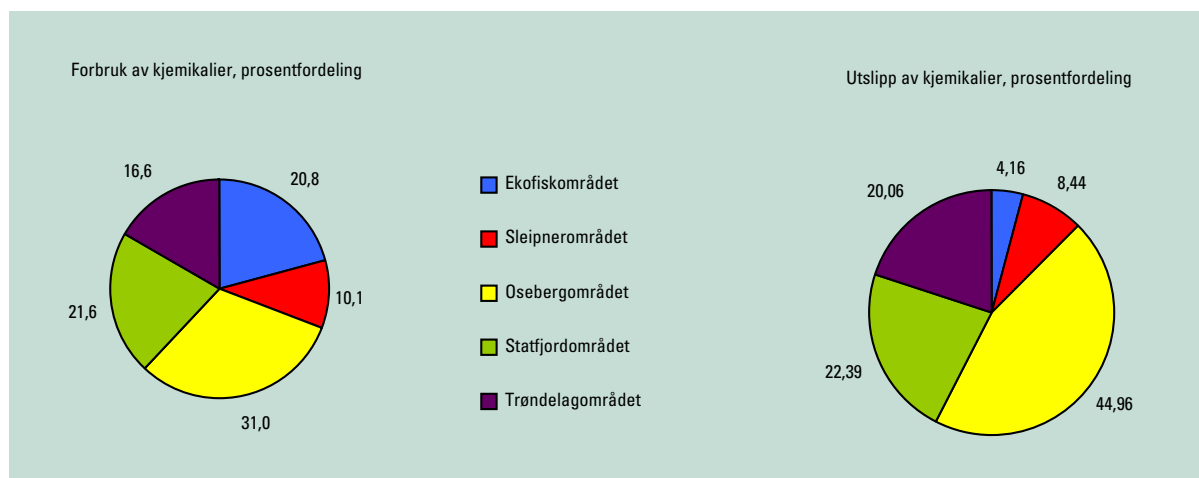 Forbruk av kjemikalier, prosentfordeling
16,6
20,8
10,1
21,6
31,0
Ekofiskområdet
Sleipnerområdet
Osebergområdet
Statfjordområdet
Trøndelagområdet
Utslipp av kjemikalier, prosentfordeling
4,16
8,44
20,06
22,39
44,96